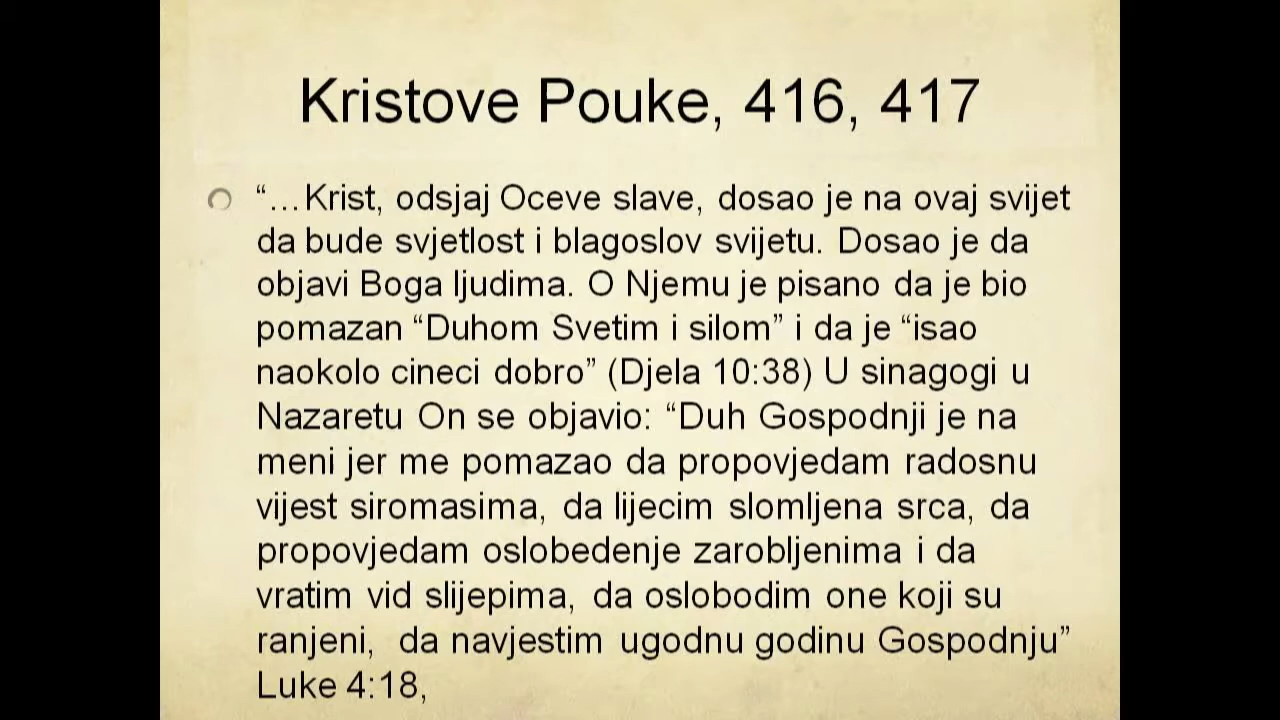 Kristove Pouke, 416, 417
“…Krist, odsjaj Oceve slave, dosao je na ovaj svijet
da bude svjetlost i blagoslov svijetu. Dosao je da
objavi Boga ljudima. O Njemu je pisano da je bio
pomazan “Duhom Svetim i silom” i da je “isao
naokolo cineci dobro” (Djela 10:38) U sinagogi u
Nazaretu On se objavio: “Duh Gospodnji je na
meni jer me pomazao da propovjedam radosnu
vijest siromasima, da lijecim slomljena srca, da
propovjedam oslobedenje zarobljenima i da
vratim vid slijepima, da oslobodim one koji su
ranjeni, da navjestim ugodnu godinu Gospodnju”
Luke 4:18,